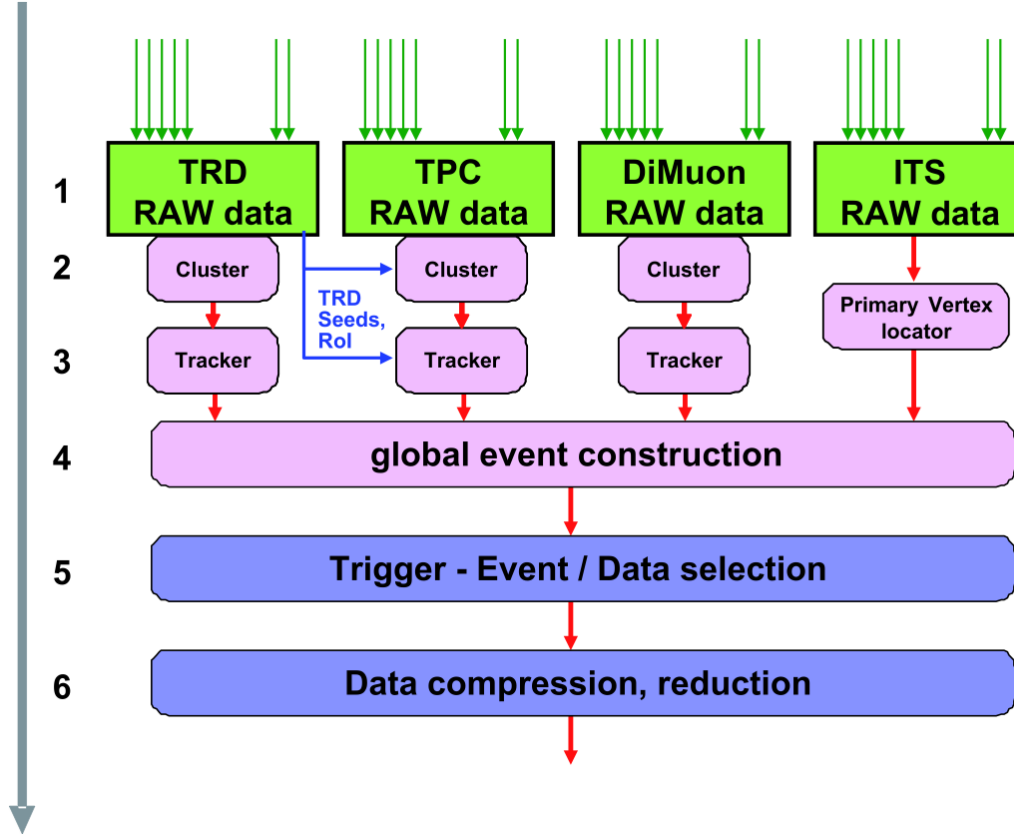 1
TRD
RAW data
TPC
RAW data
DiMuon
RAW data
ITS
RAW data
2
Cluster
Cluster
Cluster
TRD
Seeds,
RoI
Primary Vertex
locator
3
Tracker
Tracker
Tracker
4
global event construction
5
Trigger - Event / Data selection
6
Data compression, reduction